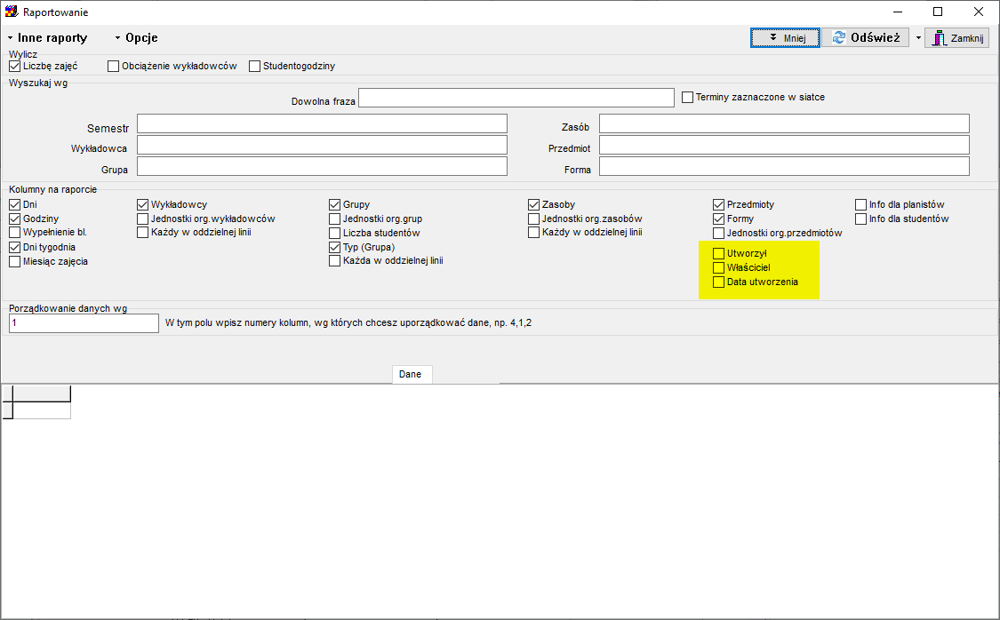 Raportowanie
Inne raporty Opcje Mniej Odśwież Zamknij
Wylicz
Liczbę zajęć Obciążenie wykładowców Studentogodziny
Wyszukaj wg
Dowolna fraza Terminy zaznaczone w siatce
Semestr Zasób
Wykładowca Przedmiot
Grupa Forma
Kolumny na raporcie
Dni Wykładowcy Grupy Zasoby Przedmioty Info dla planistów
Godziny Jednostki org.wykładowców Jednostki org.grup Jednostki org.zasobów Formy Info dla studentów
Wypełnienie bl. Każdy w oddzielnej linii Liczba studentów Każdy w oddzielnej linii Jednostki org.przedmiotów
Dni tygodnia Typ (Grupa)
Miesiąc zajęcia Każda w oddzielnej linii
Utworzył
Właściciel
Data utworzenia
Porządkowanie danych wg
1 W tym polu wpisz numery kolumn, wg których chcesz uporządkować dane, np. 4,1,2
Dane